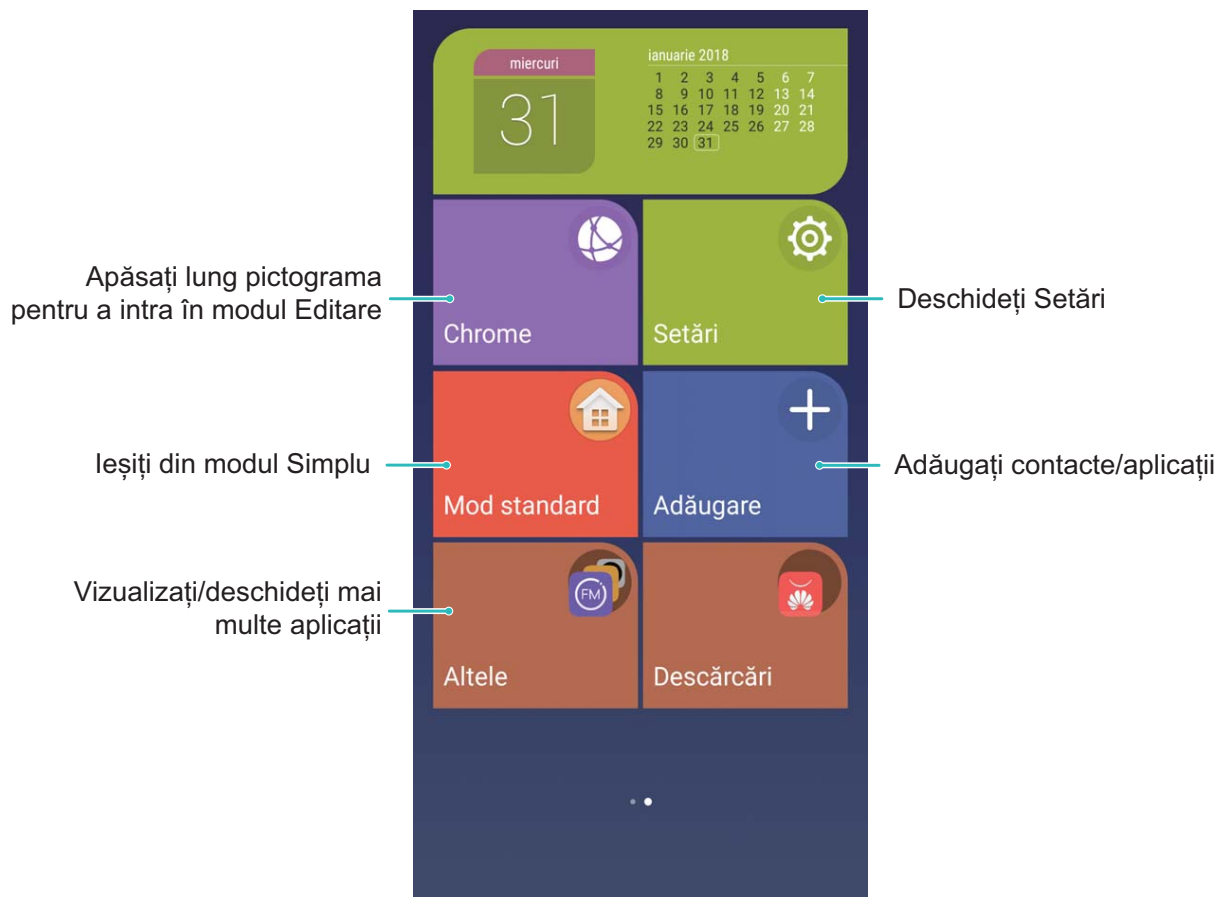 miercuri
31
ianuarie 2018
1 2 3 4 5 6 7
8 9 10 11 12 13 14
15 16 17 18 19 20 21
22 23 24 25 26 27 28
29 30 31
Apăsați lung pictograma
pentru a intra în modul Editare
Chrome
Setări
Deschideți Setări
Ieșiți din modul Simplu
Mod standard
Adăugare
Adăugați contacte/aplicații
Vizualizați/deschideți mai
multe aplicații
FM
Altele
Descărcări